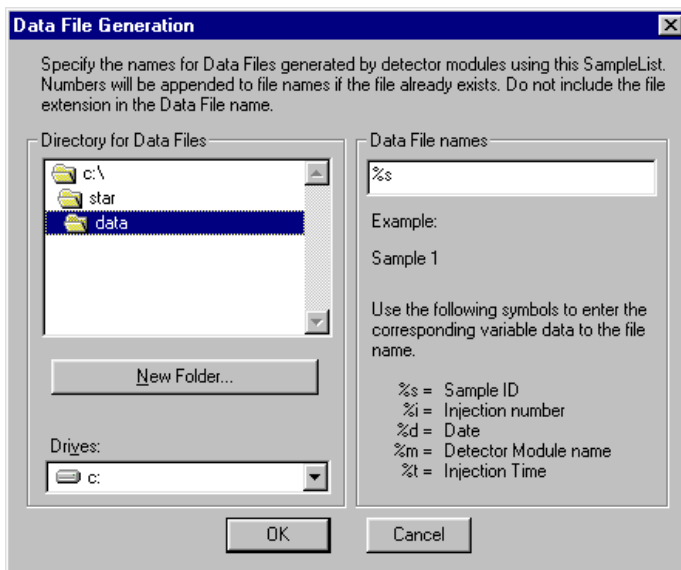 Data File Generation
Specify the names for Data Files generated by detector modules using this SampleList.
Numbers will be appended to file names if the file already exists. Do not include the file
extension in the Data File name.
Directory for Data Files
c:\
star
data
New Folder...
Drives:
c:
Data File names
%s
Example:
Sample 1
Use the following symbols to enter the
corresponding variable data to the file
name.
%s = Sample ID
%i = Injection number
%d = Date
%m = Detector Module name
%t = Injection Time
OK
Cancel